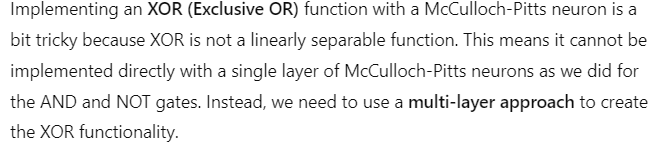 Implementing an XOR (Exclusive OR) function with a McCulloch-Pitts neuron is a
bit tricky because XOR is not a linearly separable function. This means it cannot be
implemented directly with a single layer of McCulloch-Pitts neurons as we did for
the AND and NOT gates. Instead, we need to use a multi-layer approach to create
the XOR functionality.